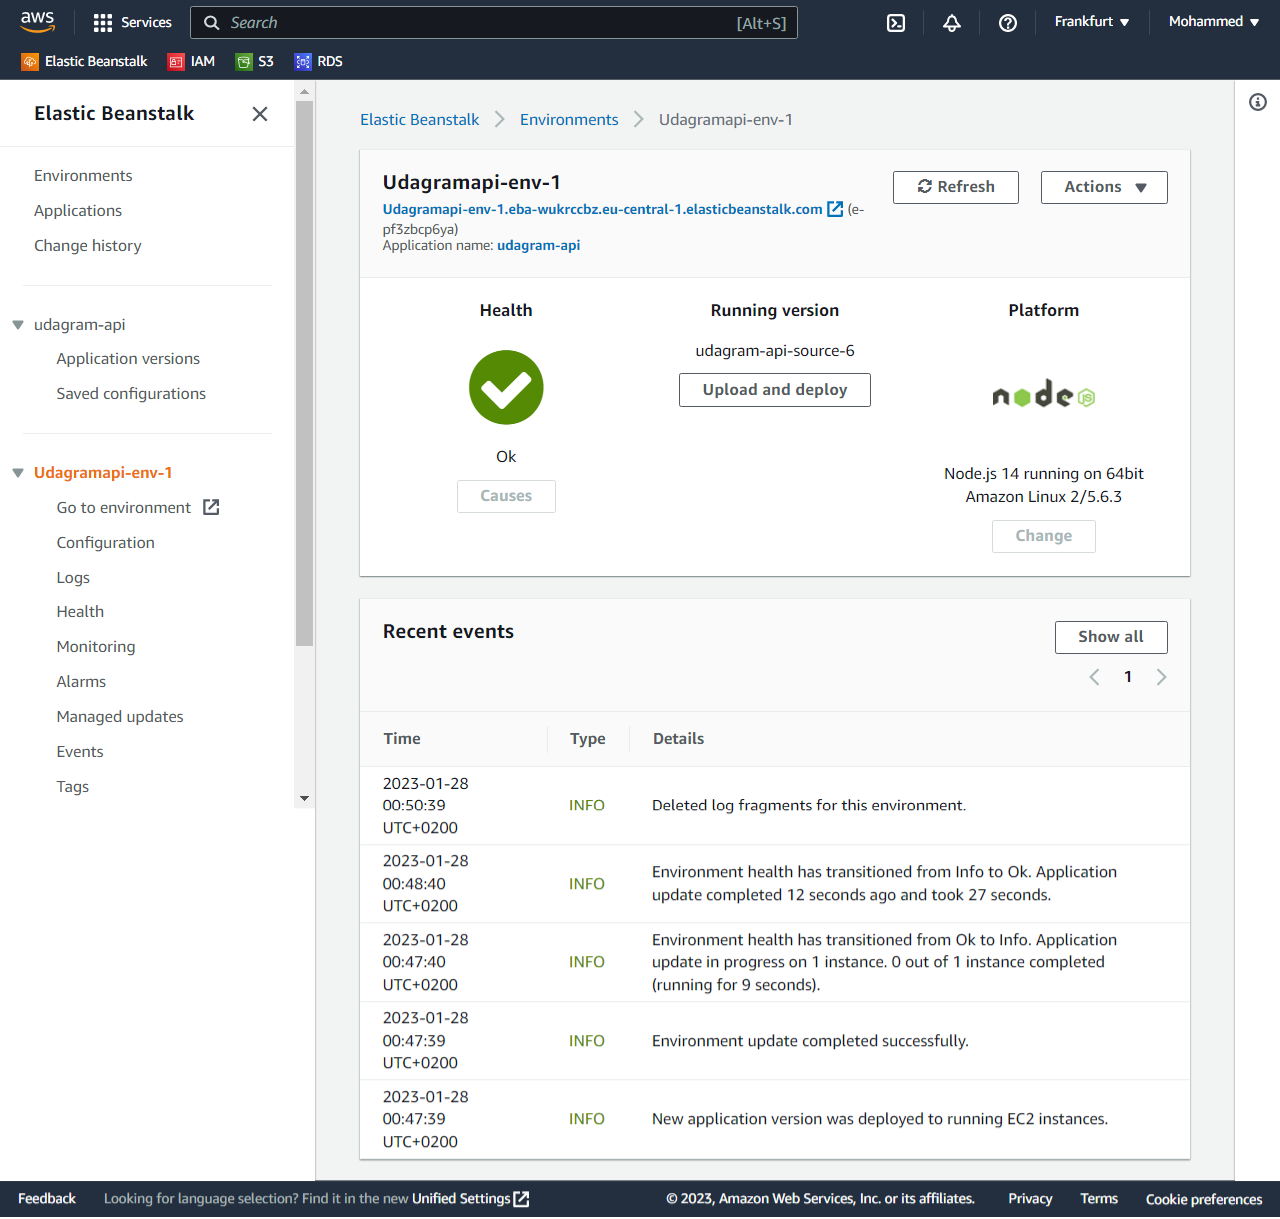 aws
Services
Search
[Alt+S]
Frankfurt
Mohammed
Elastic Beanstalk
IAM
S3
RDS
Elastic Beanstalk
Environments
Applications
Change history
udagram-api
Application versions
Saved configurations
Udagramapi-env-1
Go to environment
Configuration
Logs
Health
Monitoring
Alarms
Managed updates
Events
Tags
Elastic Beanstalk
Environments
Udagramapi-env-1
Udagramapi-env-1
Udagramapi-env-1.eba-wukrccbz.eu-central-1.elasticbeanstalk.com (e-
pf3zbcp6ya)
Application name: udagram-api
Refresh
Actions
Health
Ok
Causes
Running version
udagram-api-source-6
Upload and deploy
Platform
node JS
Node.js 14 running on 64bit
Amazon Linux 2/5.6.3
Change
Recent events
Show all
1
Time
Type
Details
2023-01-28
00:50:39
UTC+0200
INFO
Deleted log fragments for this environment.
2023-01-28
00:48:40
UTC+0200
INFO
Environment health has transitioned from Info to Ok. Application
update completed 12 seconds ago and took 27 seconds.
2023-01-28
00:47:40
UTC+0200
INFO
Environment health has transitioned from Ok to Info. Application
update in progress on 1 instance. 0 out of 1 instance completed
(running for 9 seconds).
2023-01-28
00:47:39
UTC+0200
INFO
Environment update completed successfully.
2023-01-28
00:47:39
UTC+0200
INFO
New application version was deployed to running EC2 instances.
Feedback
Looking for language selection? Find it in the new Unified Settings
© 2023, Amazon Web Services, Inc. or its affiliates.
Privacy
Terms
Cookie preferences